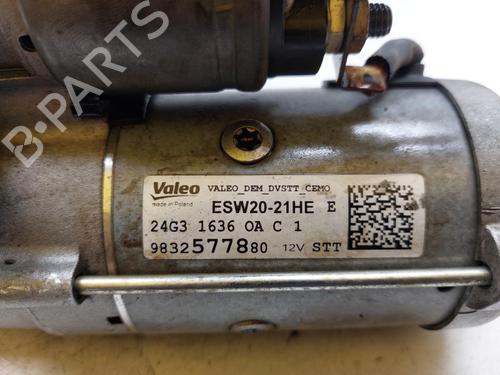 B-PARTS
Valeo VALEO_DEM_DVSTT_CEMO
made in Poland
ESW20-21HE E
24G3 1636 OA C 1
9832577880 12V STT